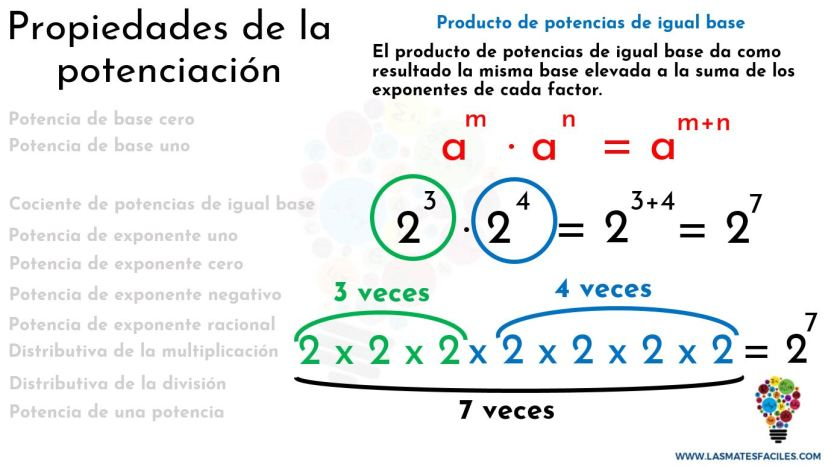 Propiedades de la
potenciación
Potencia de base cero
Potencia de base uno
Cociente de potencias de igual base
Potencia de exponente uno
Potencia de exponente cero
Potencia de exponente negativo
Potencia de exponente racional
Distributiva de la multiplicación
Distributiva de la división
Potencia de una potencia
Producto de potencias de igual base
El producto de potencias de igual base da como
resultado la misma base elevada a la suma de los
exponentes de cada factor.
a^m · a^n = a^m+n
2^3 · 2^4 = 2^3+4 = 2^7
3 veces 4 veces
2 x 2 x 2 x 2 x 2 x 2 x 2 = 2^7
7 veces
WWW.LASMATESFACILES.COM